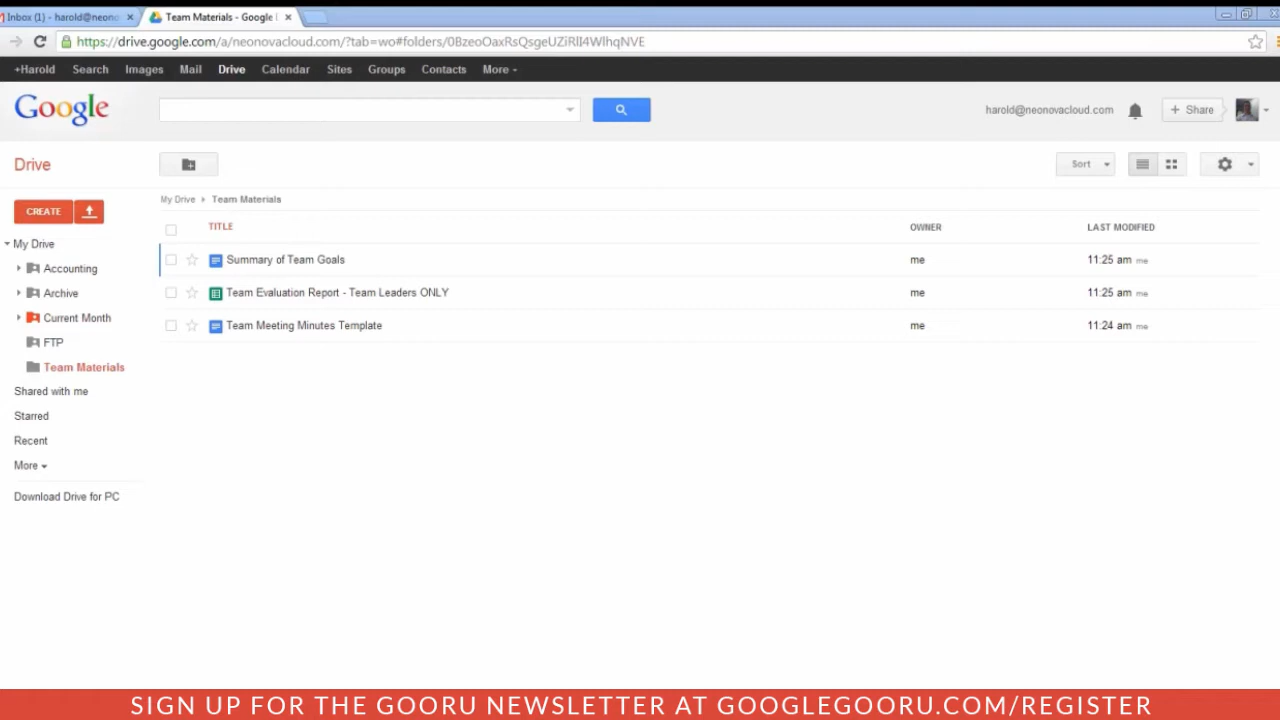 Inbox (1) - harold@neono
Team Materials - Google
https://drive.google.com/a/neonovacloud.com/?tab=wo#folders/0BzeoOaxRsQsgeUZiRlJ4WlhqNVE
+Harold Search Images Mail Drive Calendar Sites Groups Contacts More
Google
harold@neonovacloud.com
+ Share
Drive
Sort
My Drive Team Materials
CREATE
TITLE OWNER LAST MODIFIED
My Drive
Accounting
Archive
Current Month
FTP
Team Materials
Shared with me
Starred
Recent
More
Download Drive for PC
Summary of Team Goals me 11:25 am me
Team Evaluation Report - Team Leaders ONLY me 11:25 am me
Team Meeting Minutes Template me 11:24 am me
SIGN UP FOR THE GOORU NEWSLETTER AT GOOGLEGOORU.COM/REGISTER